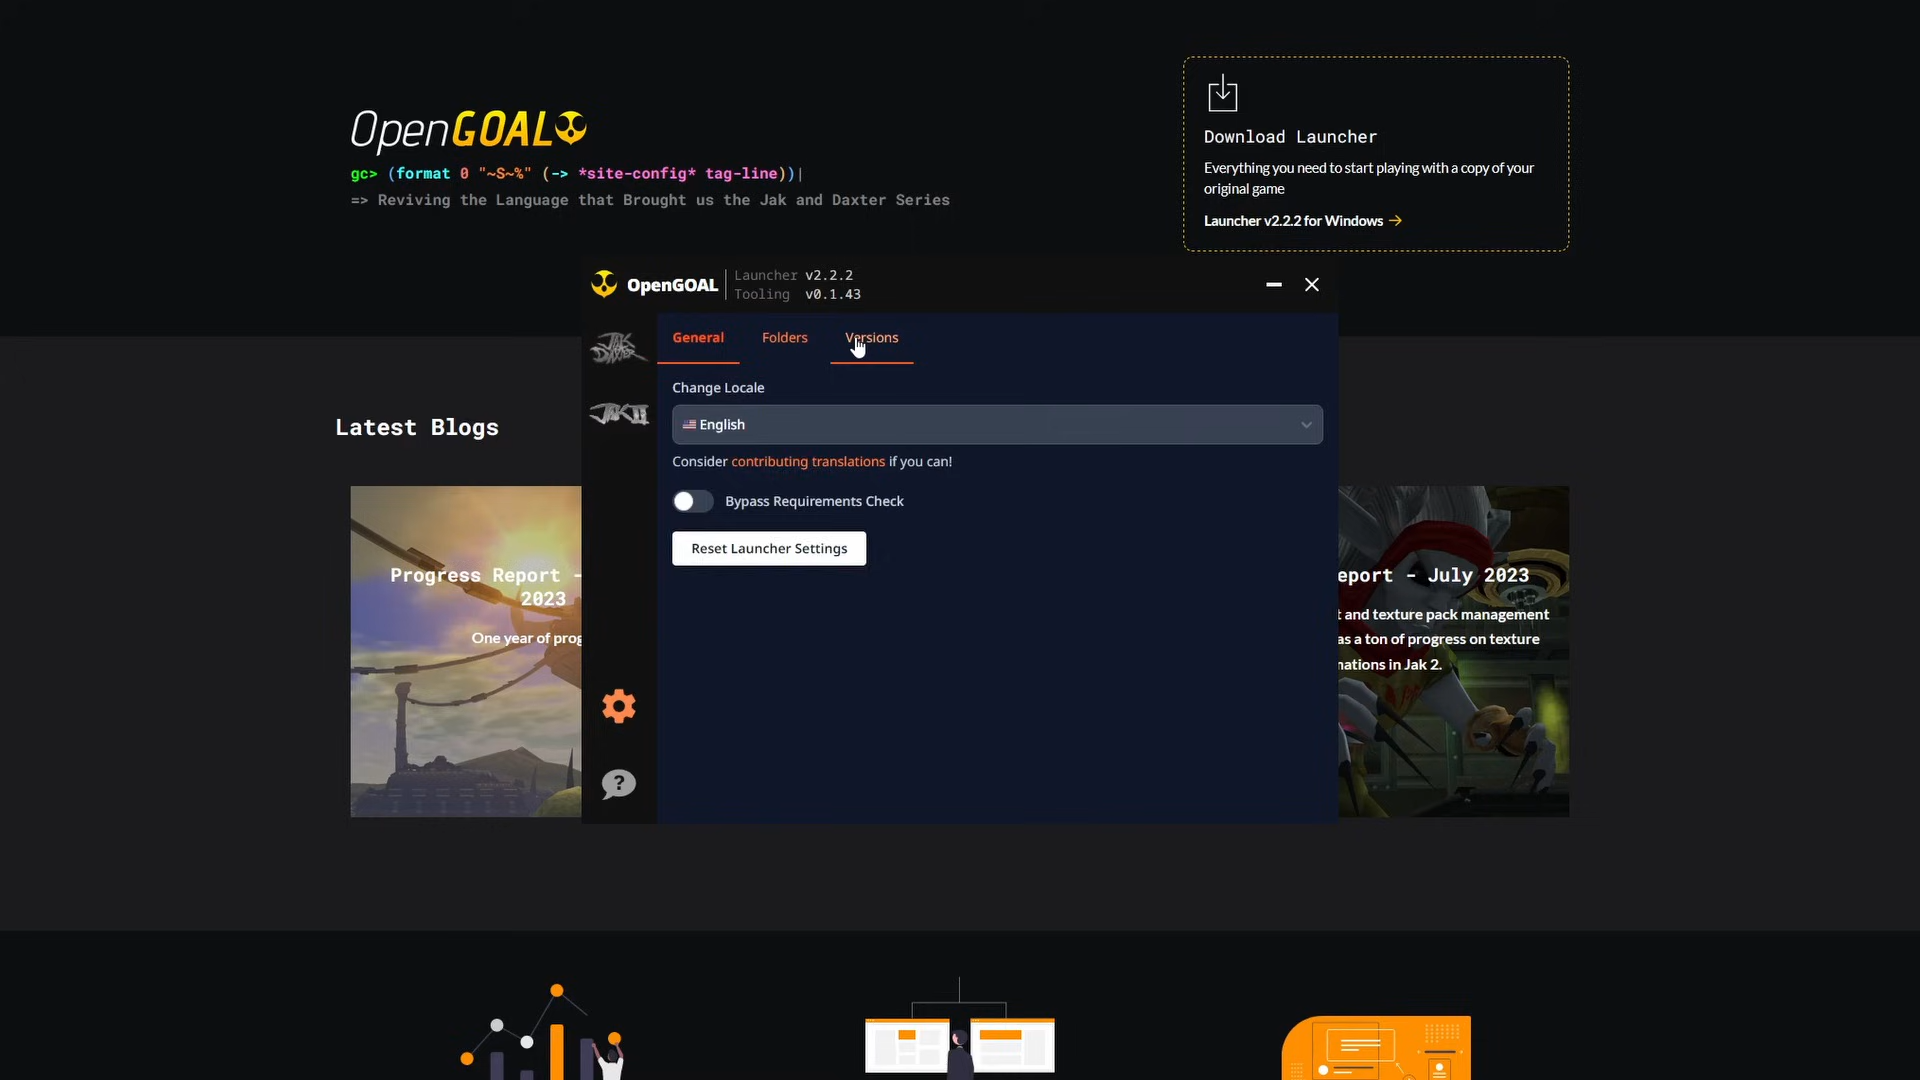 OpenGOAL
gc> (format 0 "~S~%" (-> *site-config* tag-line))|
=> Reviving the Language that Brought us the Jak and Daxter Series
Download Launcher
Everything you need to start playing with a copy of your
original game
Launcher v2.2.2 for Windows →
OpenGOAL
Launcher v2.2.2
Tooling v0.1.43
JAK
DAXTER
JAK II
General
Folders
Versions
Change Locale
English
Consider contributing translations if you can!
Bypass Requirements Check
Reset Launcher Settings
?
Latest Blogs
Progress Report -
2023
One year of prog
eport - July 2023
t and texture pack management
as a ton of progress on texture
nations in Jak 2.